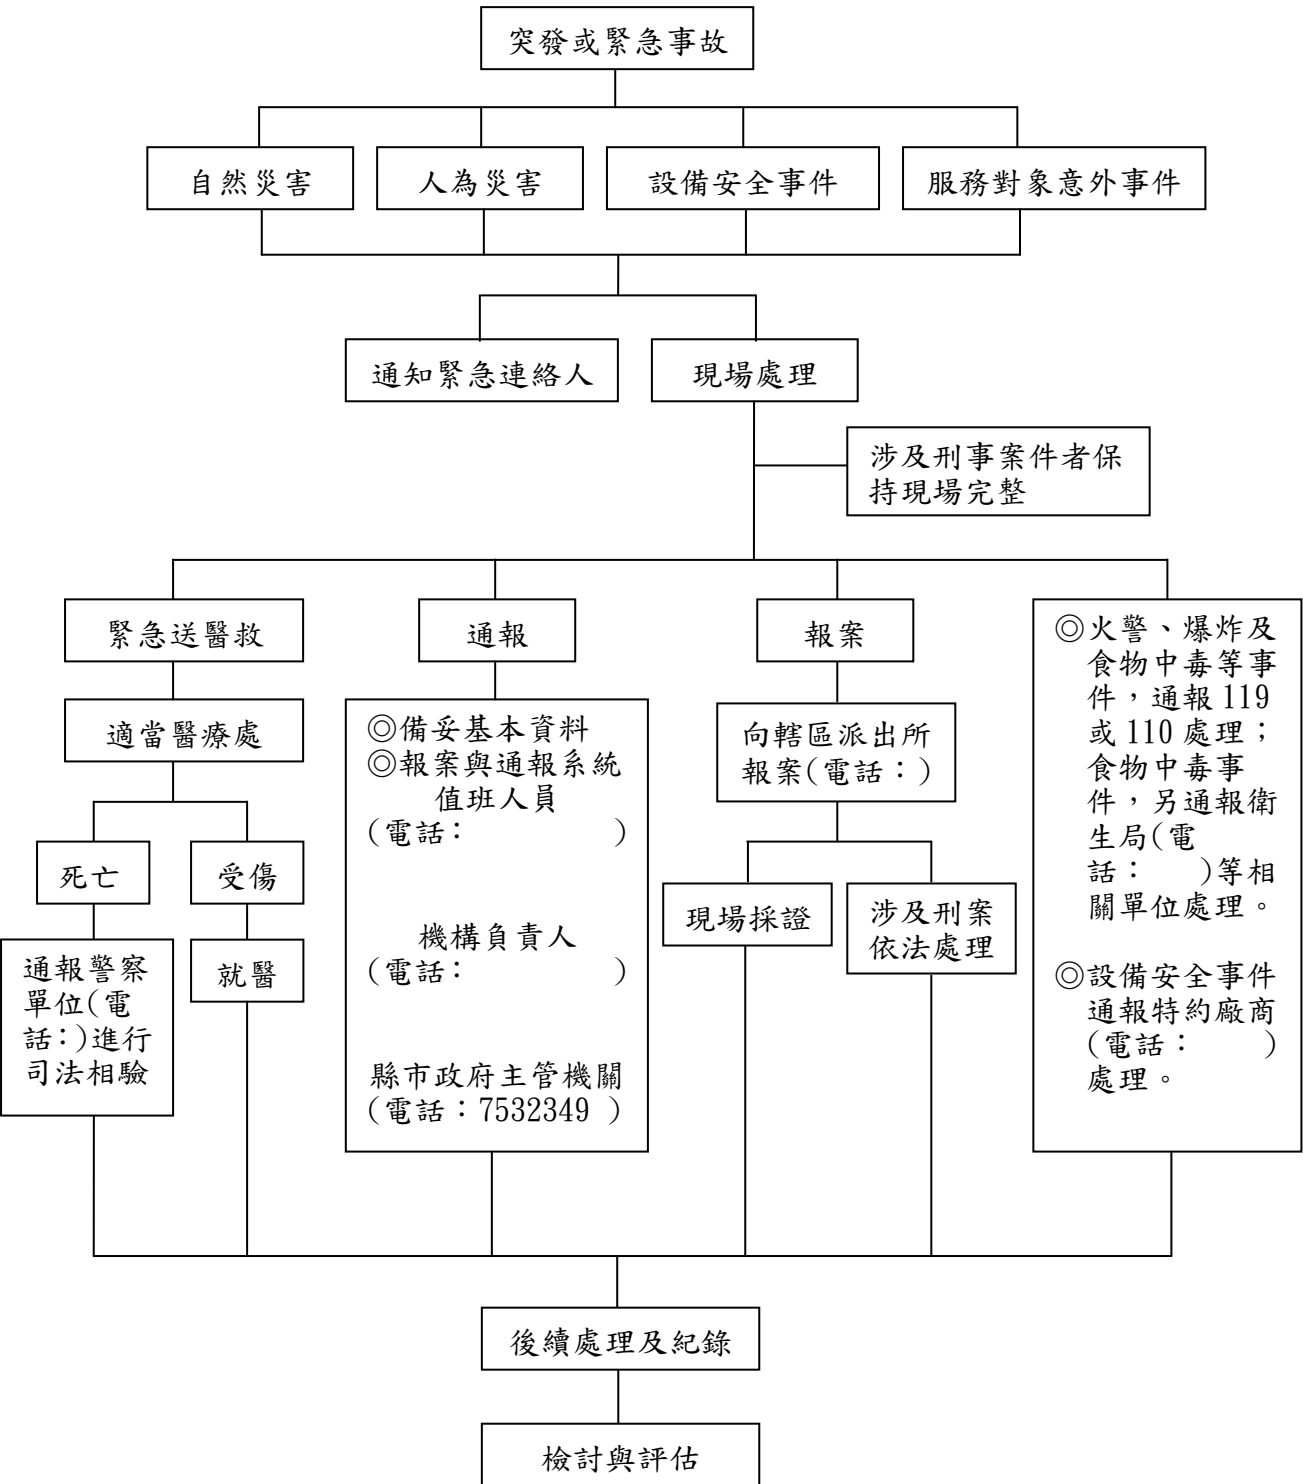 突發或緊急事故
自然災害
人為災害
設備安全事件
服務對象意外事件
通知緊急連絡人
現場處理
涉及刑事案件者保
持現場完整
緊急送醫救
通報
報案
適當醫療處
死亡
受傷
通報警察
單位(電
話:)進行
司法相驗
就醫
◎備妥基本資料
◎報案與通報系統
值班人員
(電話: )
機構負責人
(電話: )
縣市政府主管機關
(電話:7532349 )
向轄區派出所
報案(電話:)
現場採證
涉及刑案
依法處理
◎火警、爆炸及
食物中毒等事
件,通報 119
或 110 處理;
食物中毒事
件,另通報衛
生局(電
話: )等相
關單位處理。
◎設備安全事件
通報特約廠商
(電話: )
處理。
後續處理及紀錄
檢討與評估